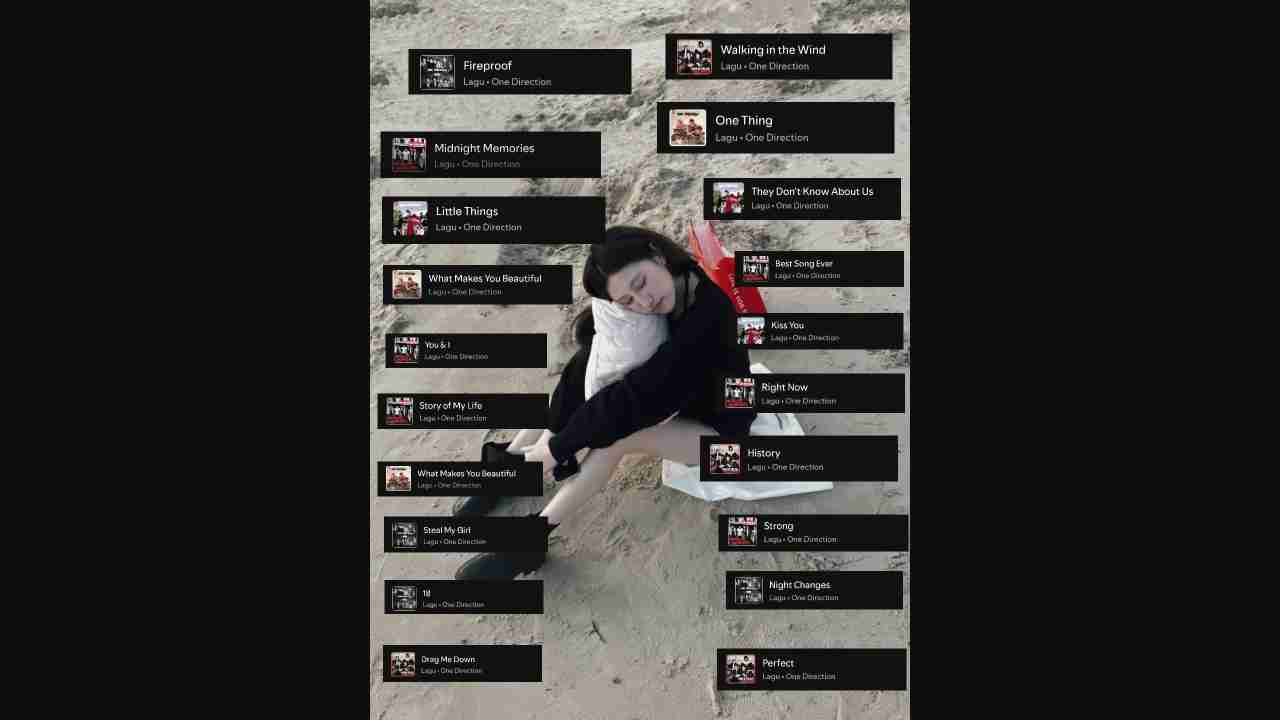 Fireproof
Lagu • One Direction
Midnight Memories
Lagu • One Direction
Little Things
Lagu • One Direction
What Makes You Beautiful
Lagu • One Direction
You & I
Lagu • One Direction
Story of My Life
Lagu • One Direction
What Makes You Beautiful
Lagu • One Direction
Steal My Girl
Lagu • One Direction
18
Lagu • One Direction
Drag Me Down
Lagu • One Direction
Walking in the Wind
Lagu • One Direction
One Thing
Lagu • One Direction
They Don't Know About Us
Lagu • One Direction
Best Song Ever
Lagu • One Direction
Kiss You
Lagu • One Direction
Right Now
Lagu • One Direction
History
Lagu • One Direction
Strong
Lagu • One Direction
Night Changes
Lagu • One Direction
Perfect
Lagu • One Direction